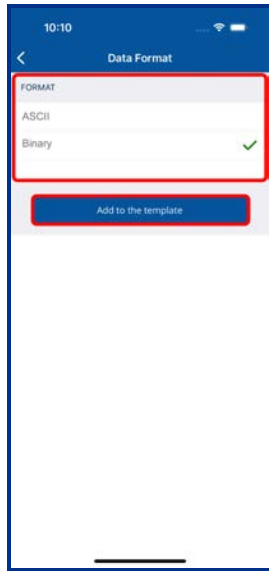 10:10
Data Format
FORMAT
ASCII
Binary
Add to the template